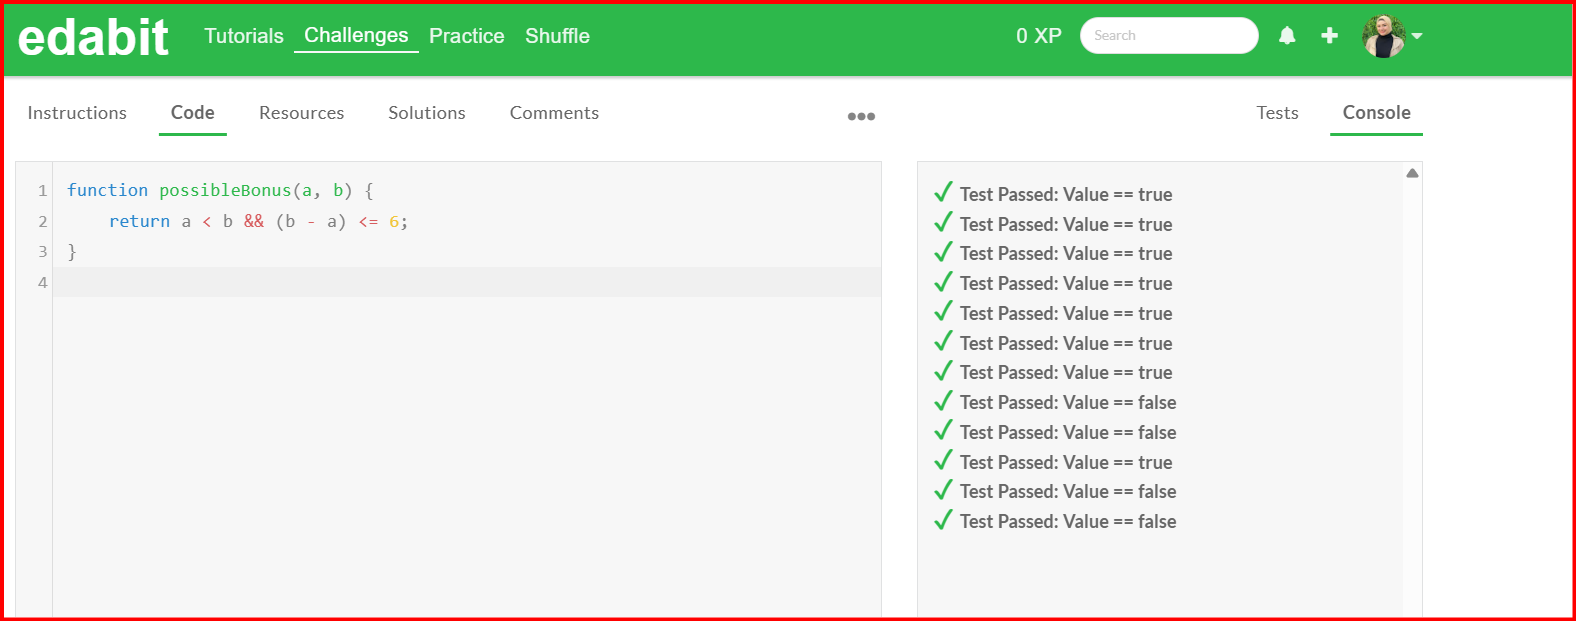 edabit Tutorials Challenges Practice Shuffle 0 XP Search
Instructions Code Resources Solutions Comments Tests Console
1 function possibleBonus(a, b) {
2     return a < b && (b - a) <= 6;
3 }
4
Test Passed: Value == true
Test Passed: Value == true
Test Passed: Value == true
Test Passed: Value == true
Test Passed: Value == true
Test Passed: Value == true
Test Passed: Value == true
Test Passed: Value == false
Test Passed: Value == false
Test Passed: Value == true
Test Passed: Value == false
Test Passed: Value == false